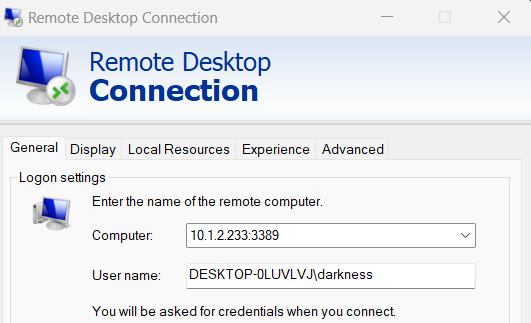 Remote Desktop Connection
Remote Desktop
Connection
General Display Local Resources Experience Advanced
Logon settings
Enter the name of the remote computer.
Computer: 10.1.2.233:3389
User name: DESKTOP-0LUVLVJ\darkness
You will be asked for credentials when you connect.